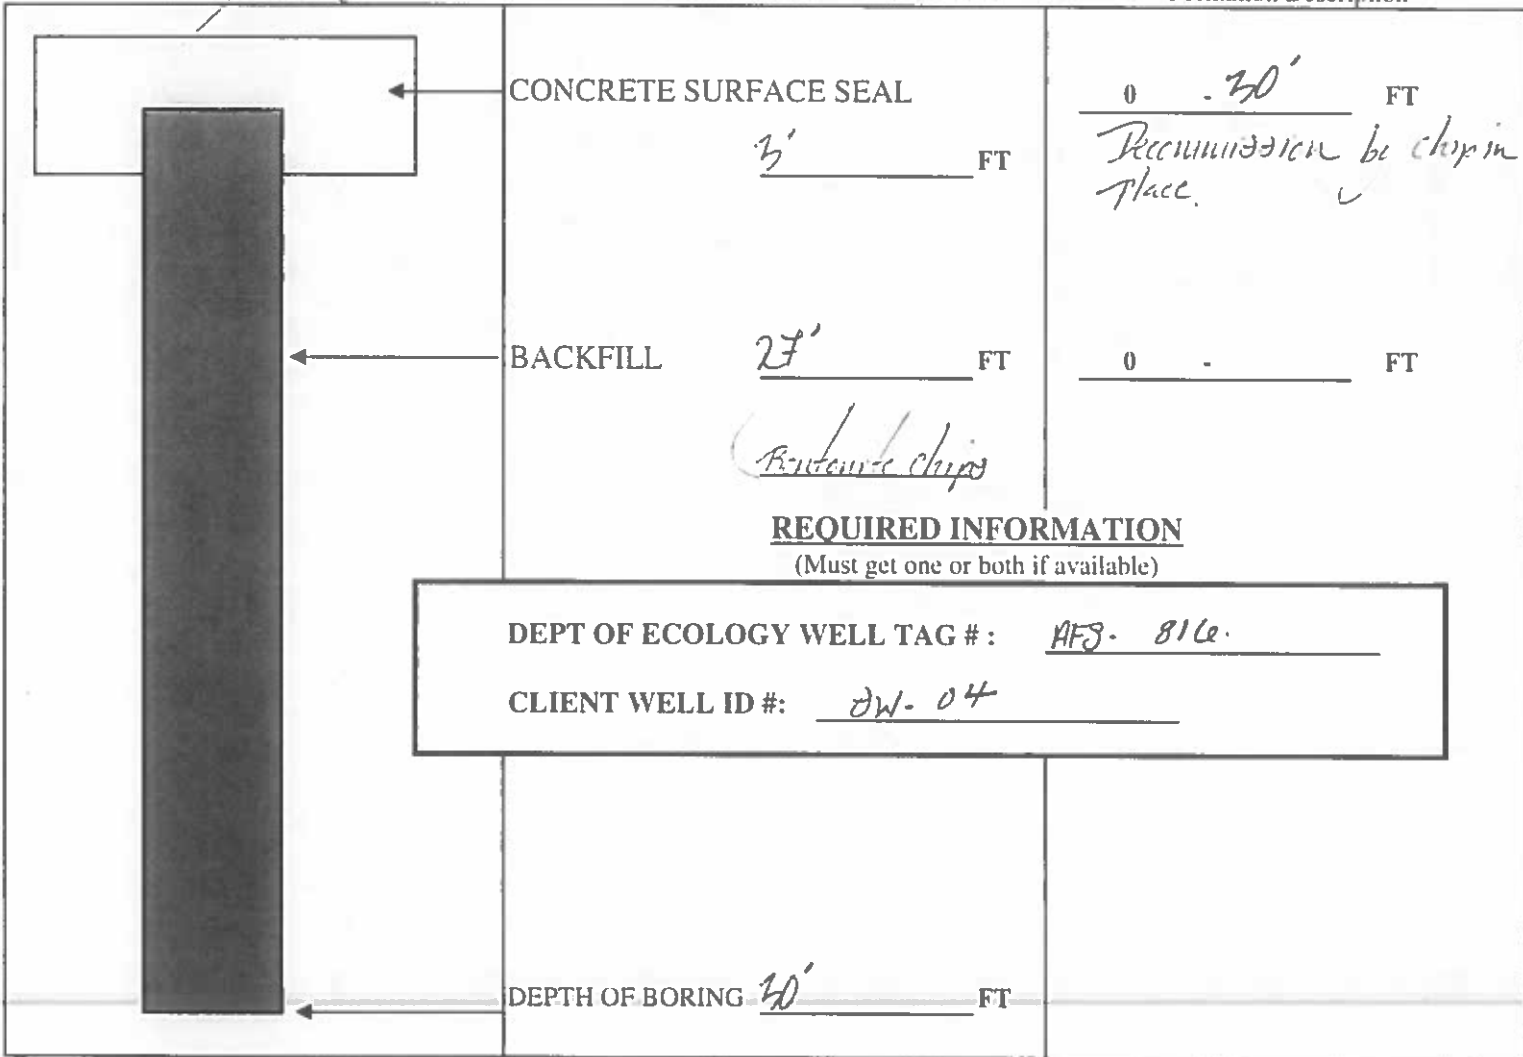 Formation Description
CONCRETE SURFACE SEAL
3' FT
0 - 30' FT
Decommission be chip in
Place.
BACKFILL 27' FT
0 - FT
Bentonite chips
REQUIRED INFORMATION
(Must get one or both if available)
DEPT OF ECOLOGY WELL TAG # : AFS- 816.
CLIENT WELL ID #: OW- 04
DEPTH OF BORING 30' FT